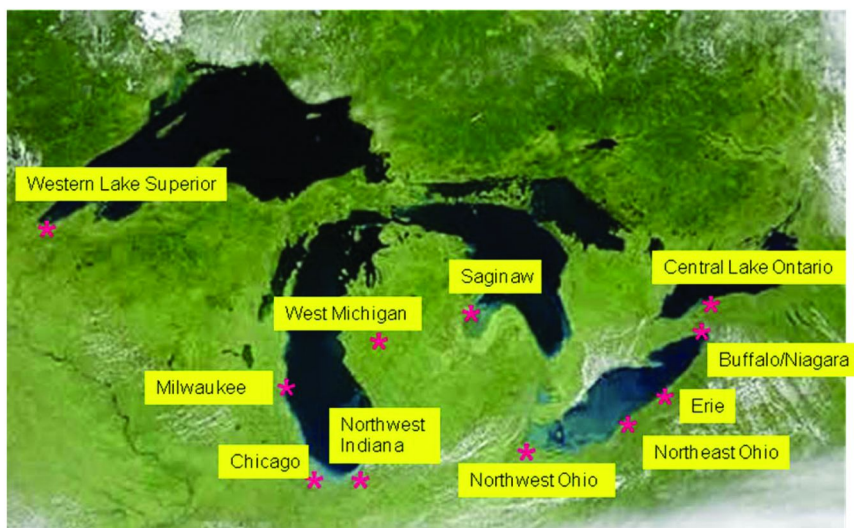 Western Lake Superior
Central Lake Ontario
Saginaw
West Michigan
Buffalo/Niagara
Milwaukee
Erie
Northwest
Indiana
Northeast Ohio
Chicago
Northwest Ohio